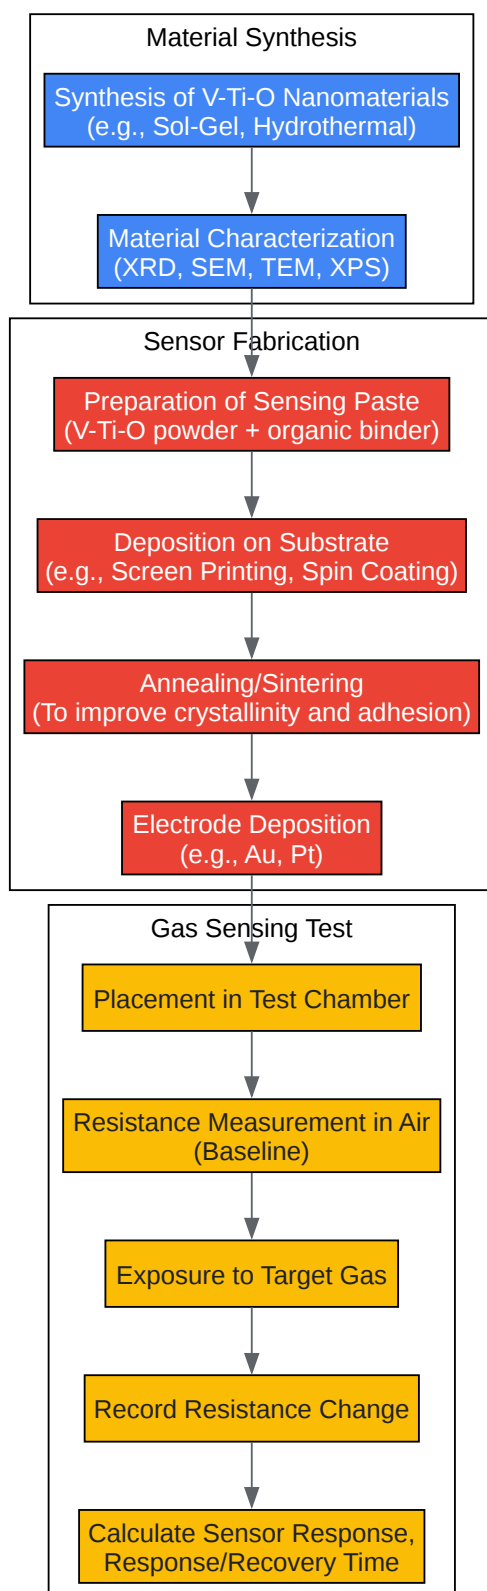 Material Synthesis
Synthesis of V-Ti-O Nanomaterials
(e.g., Sol-Gel, Hydrothermal)
Material Characterization
(XRD, SEM, TEM, XPS)
Sensor Fabrication
Preparation of Sensing Paste
(V-Ti-O powder + organic binder)
Deposition on Substrate
(e.g., Screen Printing, Spin Coating)
Annealing/Sintering
(To improve crystallinity and adhesion)
Electrode Deposition
(e.g., Au, Pt)
Gas Sensing Test
Placement in Test Chamber
Resistance Measurement in Air
(Baseline)
Exposure to Target Gas
Record Resistance Change
Calculate Sensor Response,
Response/Recovery Time